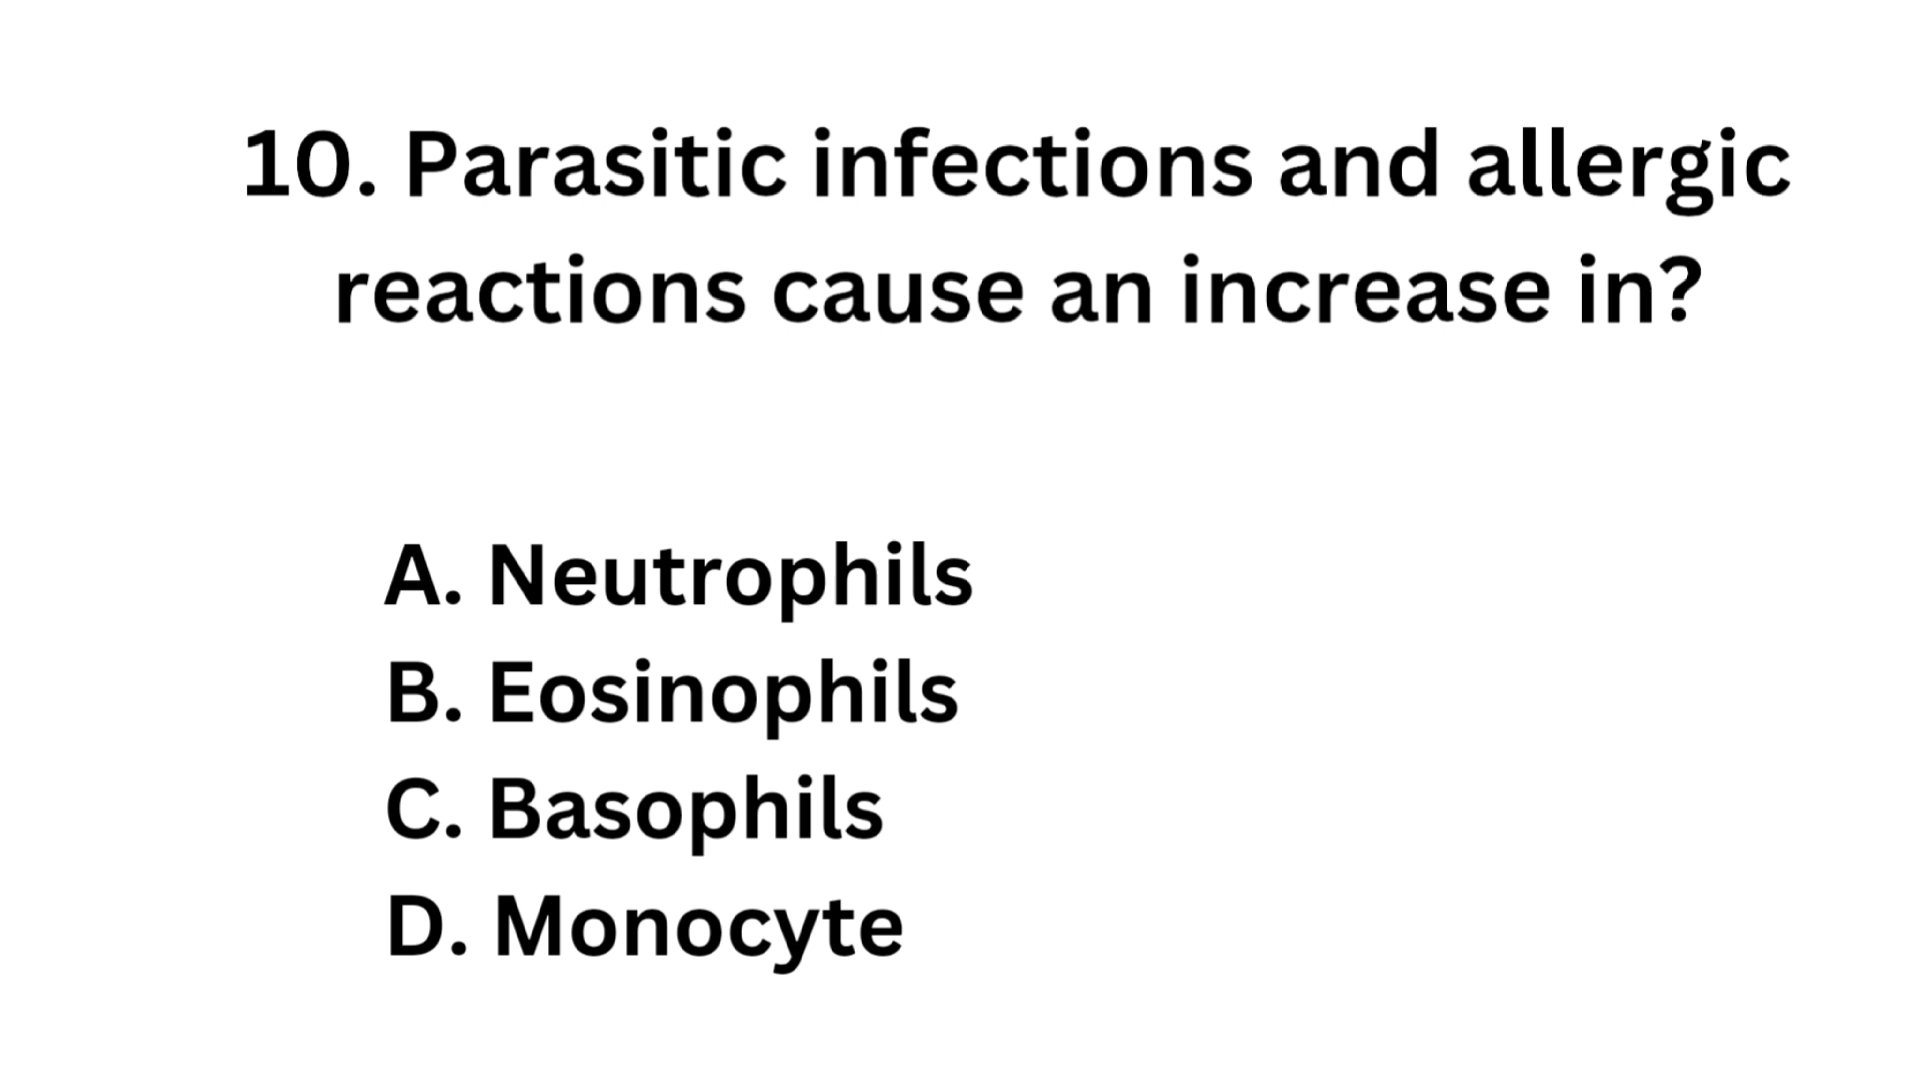 10. Parasitic infections and allergic
reactions cause an increase in?
A. Neutrophils
B. Eosinophils
C. Basophils
D. Monocyte